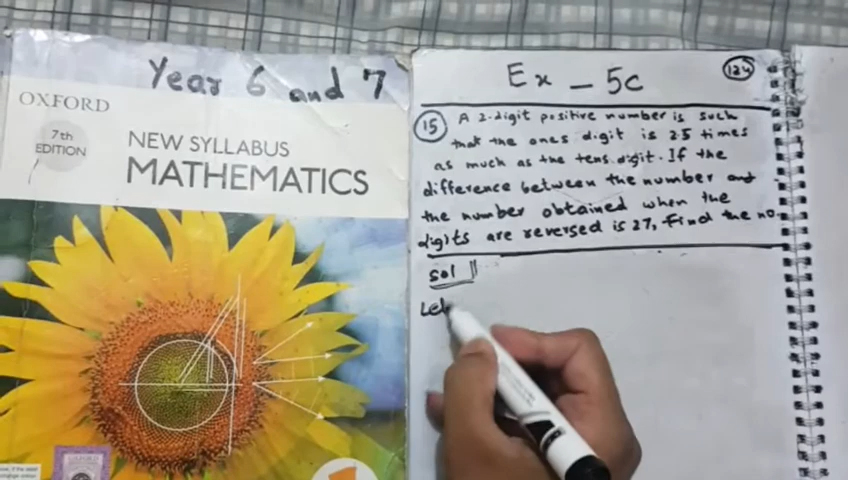 Year 6 and 7
OXFORD
7th
EDITION
NEW SYLLABUS
MATHEMATICS
1
Ex - 5c
124
15 A 2-digit positive number is such
that the ones digit is 2.5 times
as much as the tens digit. If the
difference between the number and
the number obtained when the
digits are reversed is 27, find the no.
Sol
Let